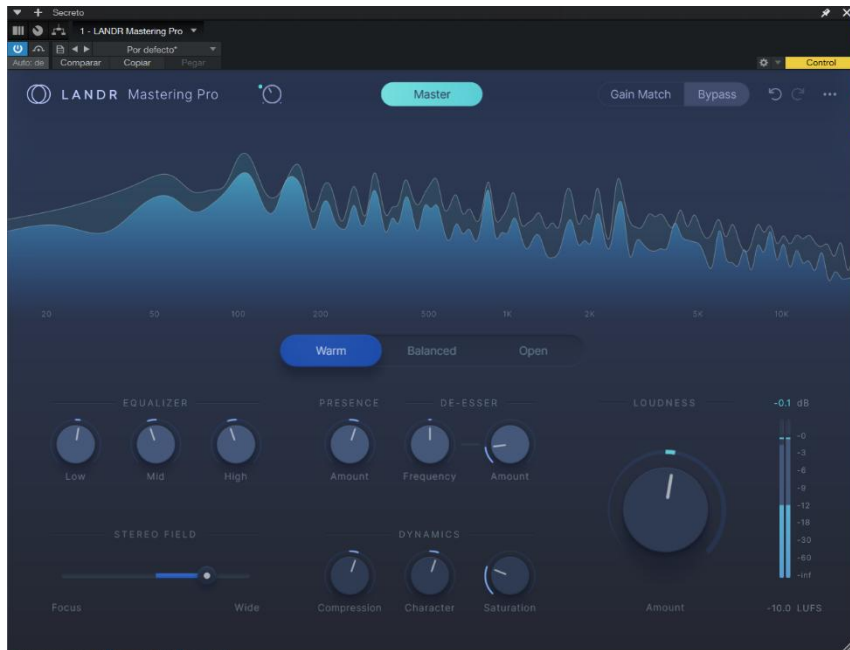 Secreto
1 - LANDR Mastering Pro
Por defecto*
Auto: de Comparar Copiar Pegar Control
LANDR Mastering Pro Master Gain Match Bypass
20 50 100 200 500 1K 2K 5K 10K
Warm Balanced Open
EQUALIZER PRESENCE DE-ESSER LOUDNESS -0.1 dB
-0
-3
-6
-9
-12
-18
-30
-60
-inf
Low Mid High Amount Frequency Amount
STEREO FIELD DYNAMICS
Focus Wide Compression Character Saturation Amount -10.0 LUFS